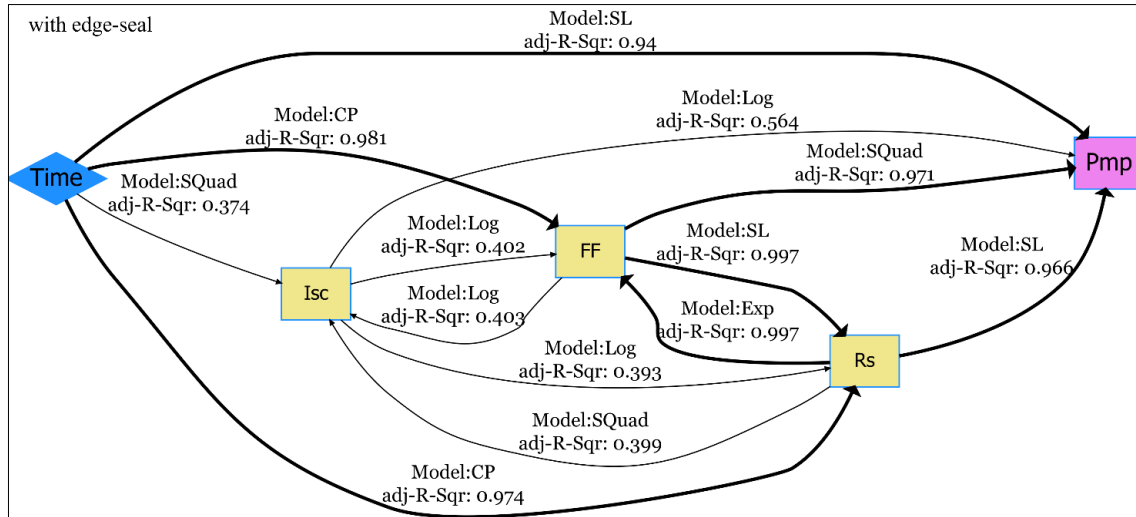 with edge-seal
Model:SL
adj-R-Sqr: 0.94
Model:Log
adj-R-Sqr: 0.564
Model:CP
adj-R-Sqr: 0.981
Model:SQuad
adj-R-Sqr: 0.971
Pmp
Time
Model:SQuad
adj-R-Sqr: 0.374
Model:Log
adj-R-Sqr: 0.402
FF
Model:SL
adj-R-Sqr: 0.997
Model:SL
adj-R-Sqr: 0.966
Isc
Model:Log
adj-R-Sqr: 0.403
Model:Exp
adj-R-Sqr: 0.997
Model:Log
adj-R-Sqr: 0.393
Rs
Model:SQuad
adj-R-Sqr: 0.399
Model:CP
adj-R-Sqr: 0.974